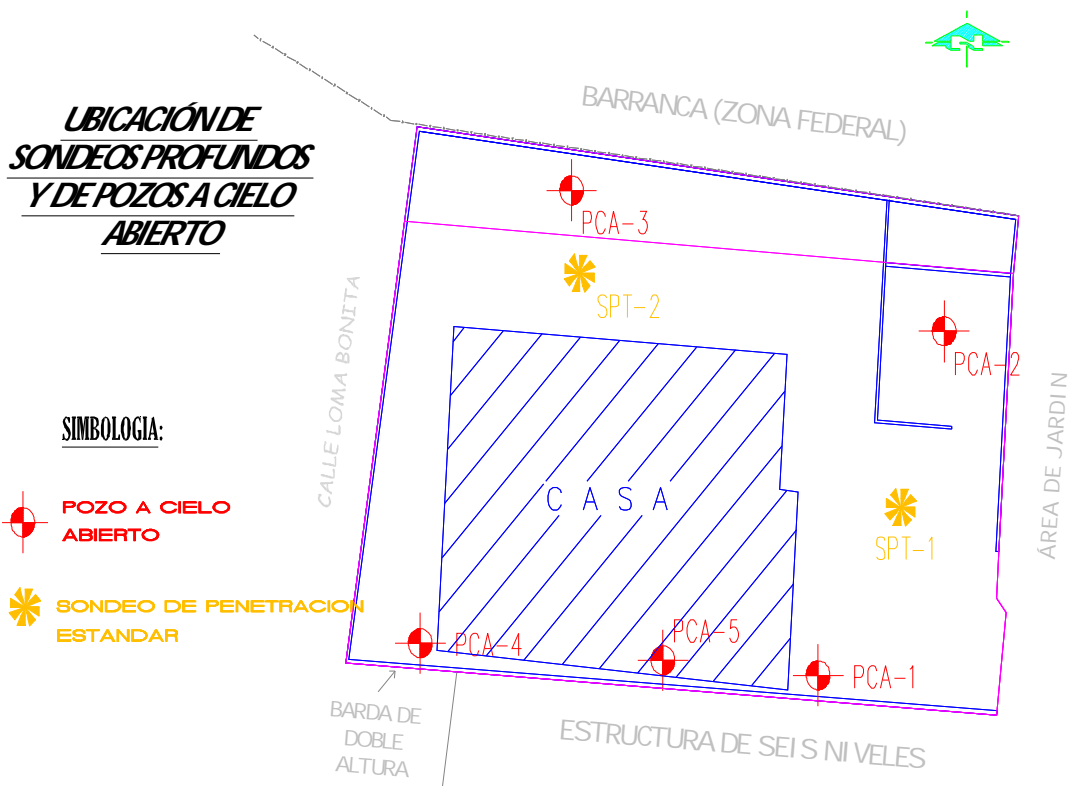 UBICACIÓN DE
SONDEOS PROFUNDOS
Y DE POZOS A CIELO
ABIERTO
N
BARRANCA (ZONA FEDERAL)
PCA-3
SPT-2
PCA-2
CALLE LOMA BONITA
ÁREA DE JARDIN
SIMBOLOGIA:
POZO A CIELO
ABIERTO
SONDEO DE PENETRACION
ESTANDAR
CASA
SPT-1
PCA-4
PCA-5
PCA-1
BARDA DE
DOBLE
ALTURA
ESTRUCTURA DE SEIS NIVELES